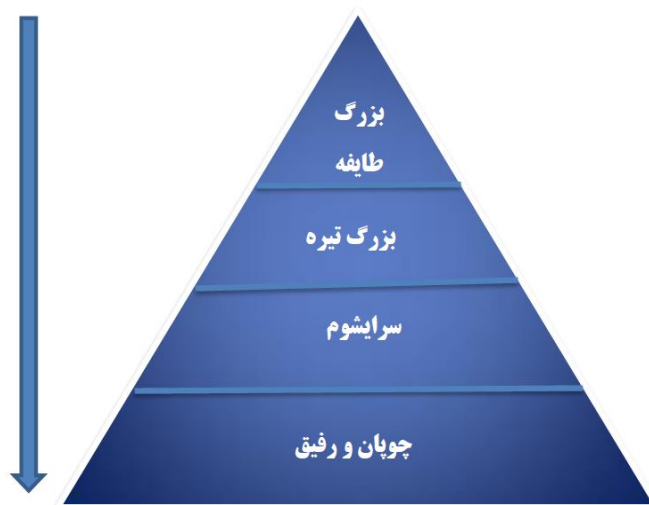 بزرگ
طایفه
بزرگ تیره
سرایشوم
چوپان و رفیق